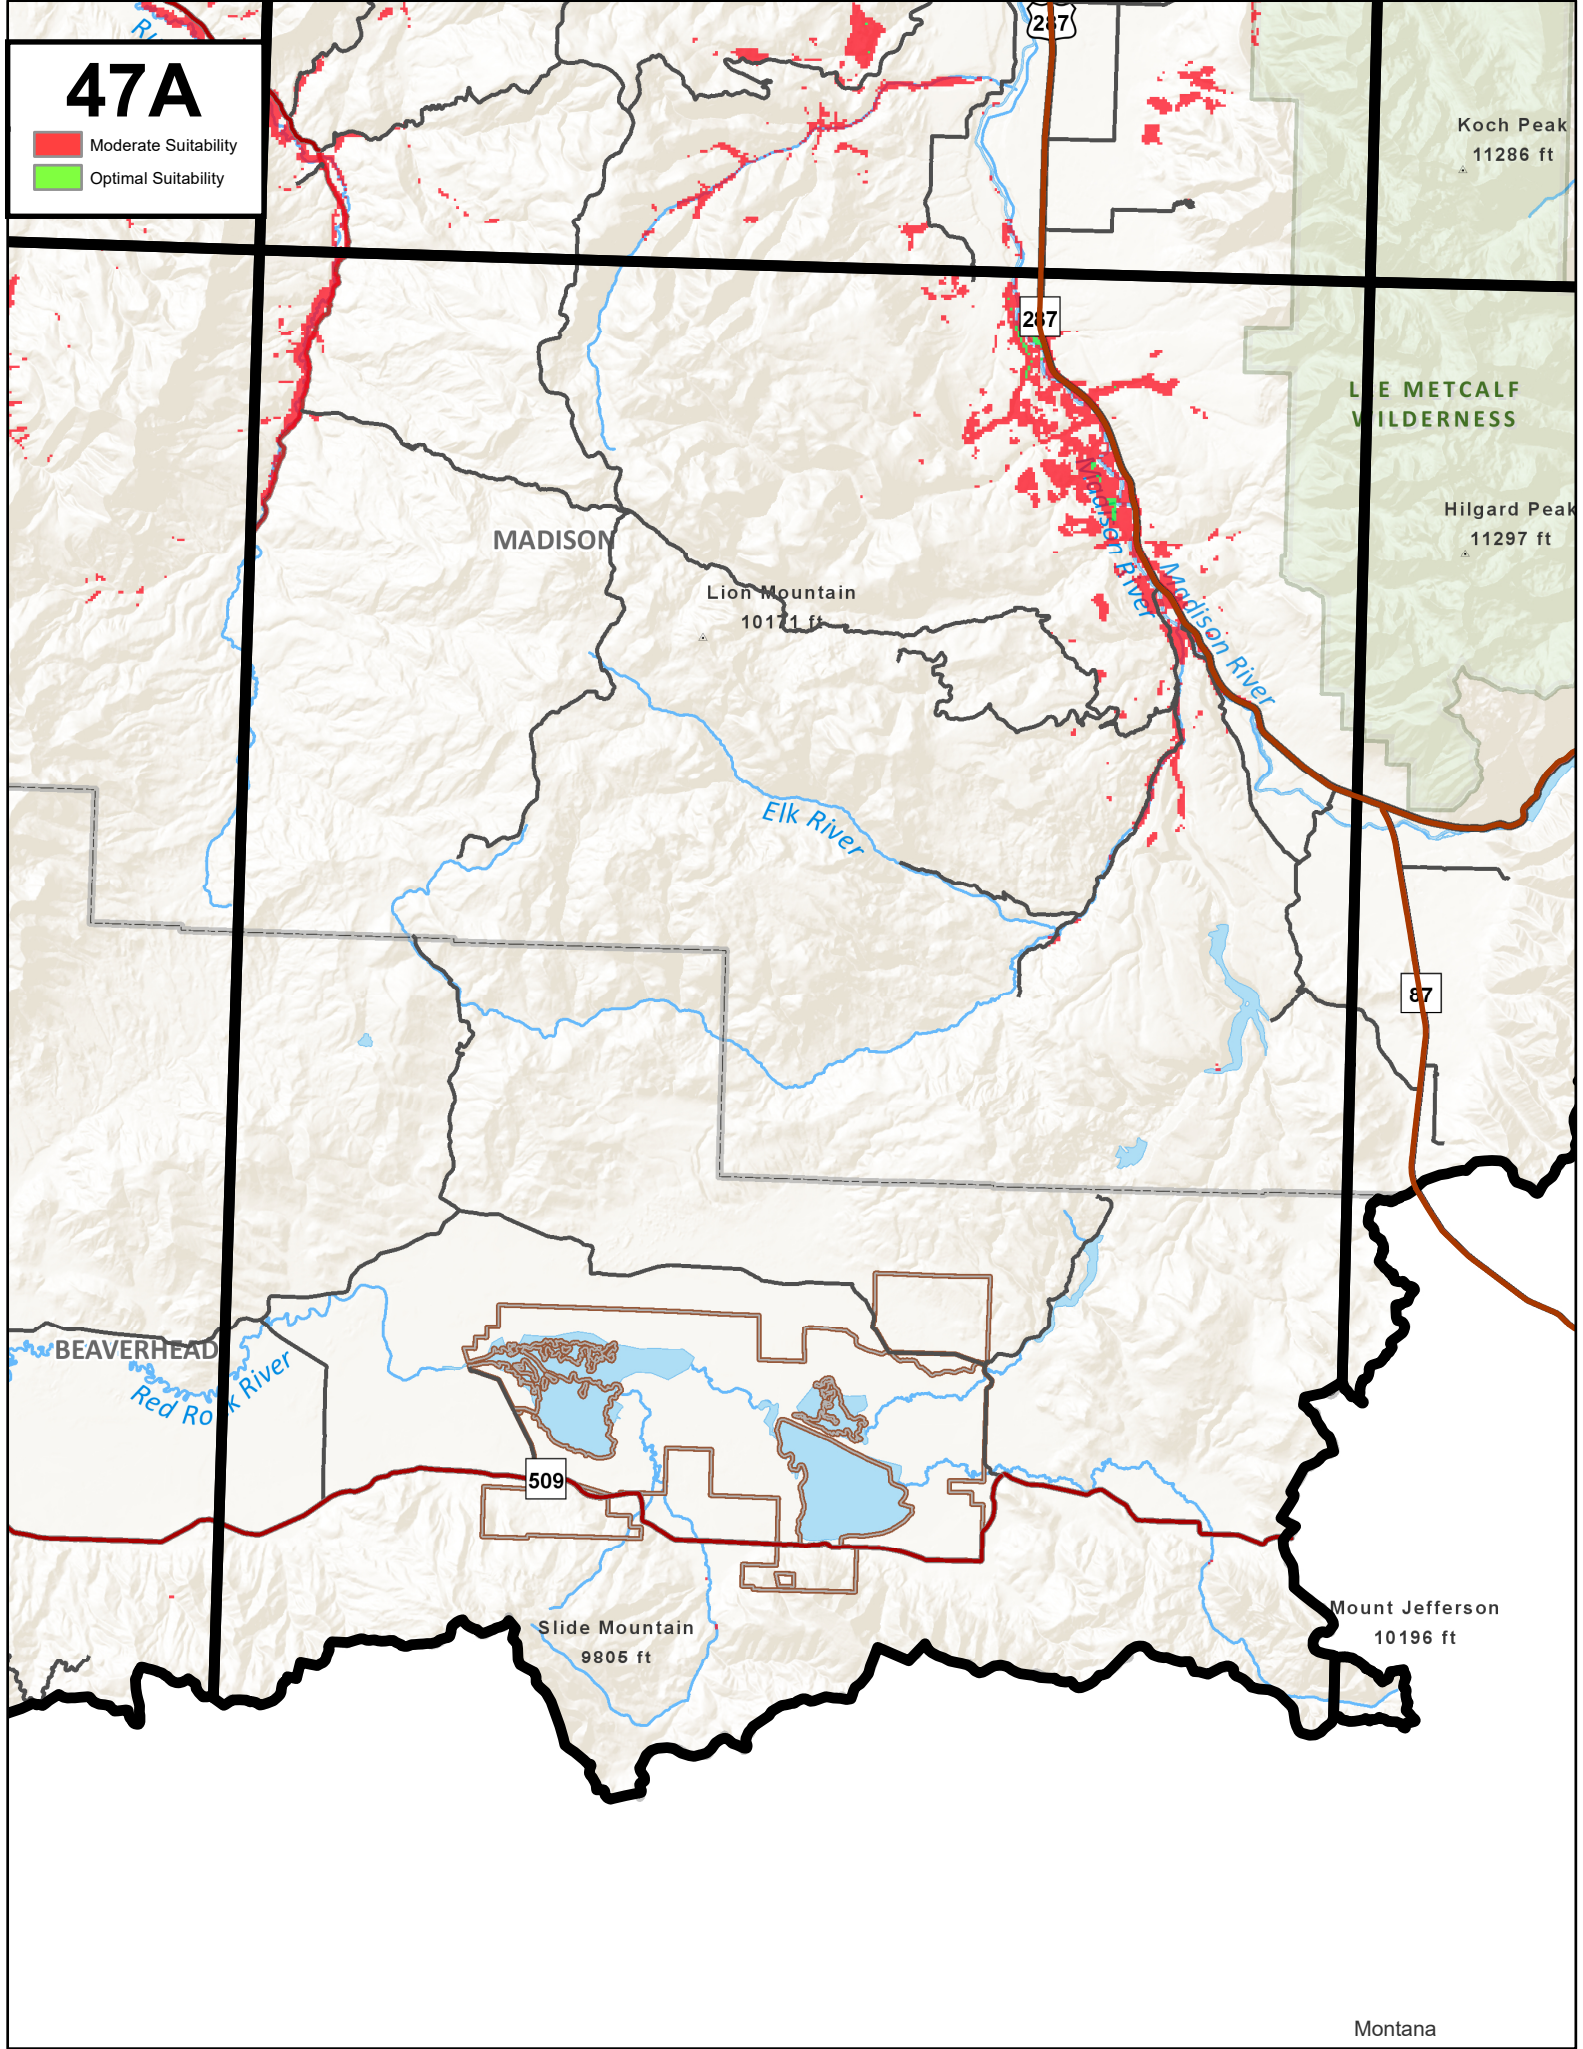 47A
Moderate Suitability
Optimal Suitability
287
Koch Peak
11286 ft
287
LEE METCALF
WILDERNESS
Hilgard Peak
11297 ft
MADISON
Madison River
Madison River
Lion Mountain
10171 ft
Elk River
87
BEAVERHEAD
Red Rock River
509
Slide Mountain
9805 ft
Mount Jefferson
10196 ft
Montana